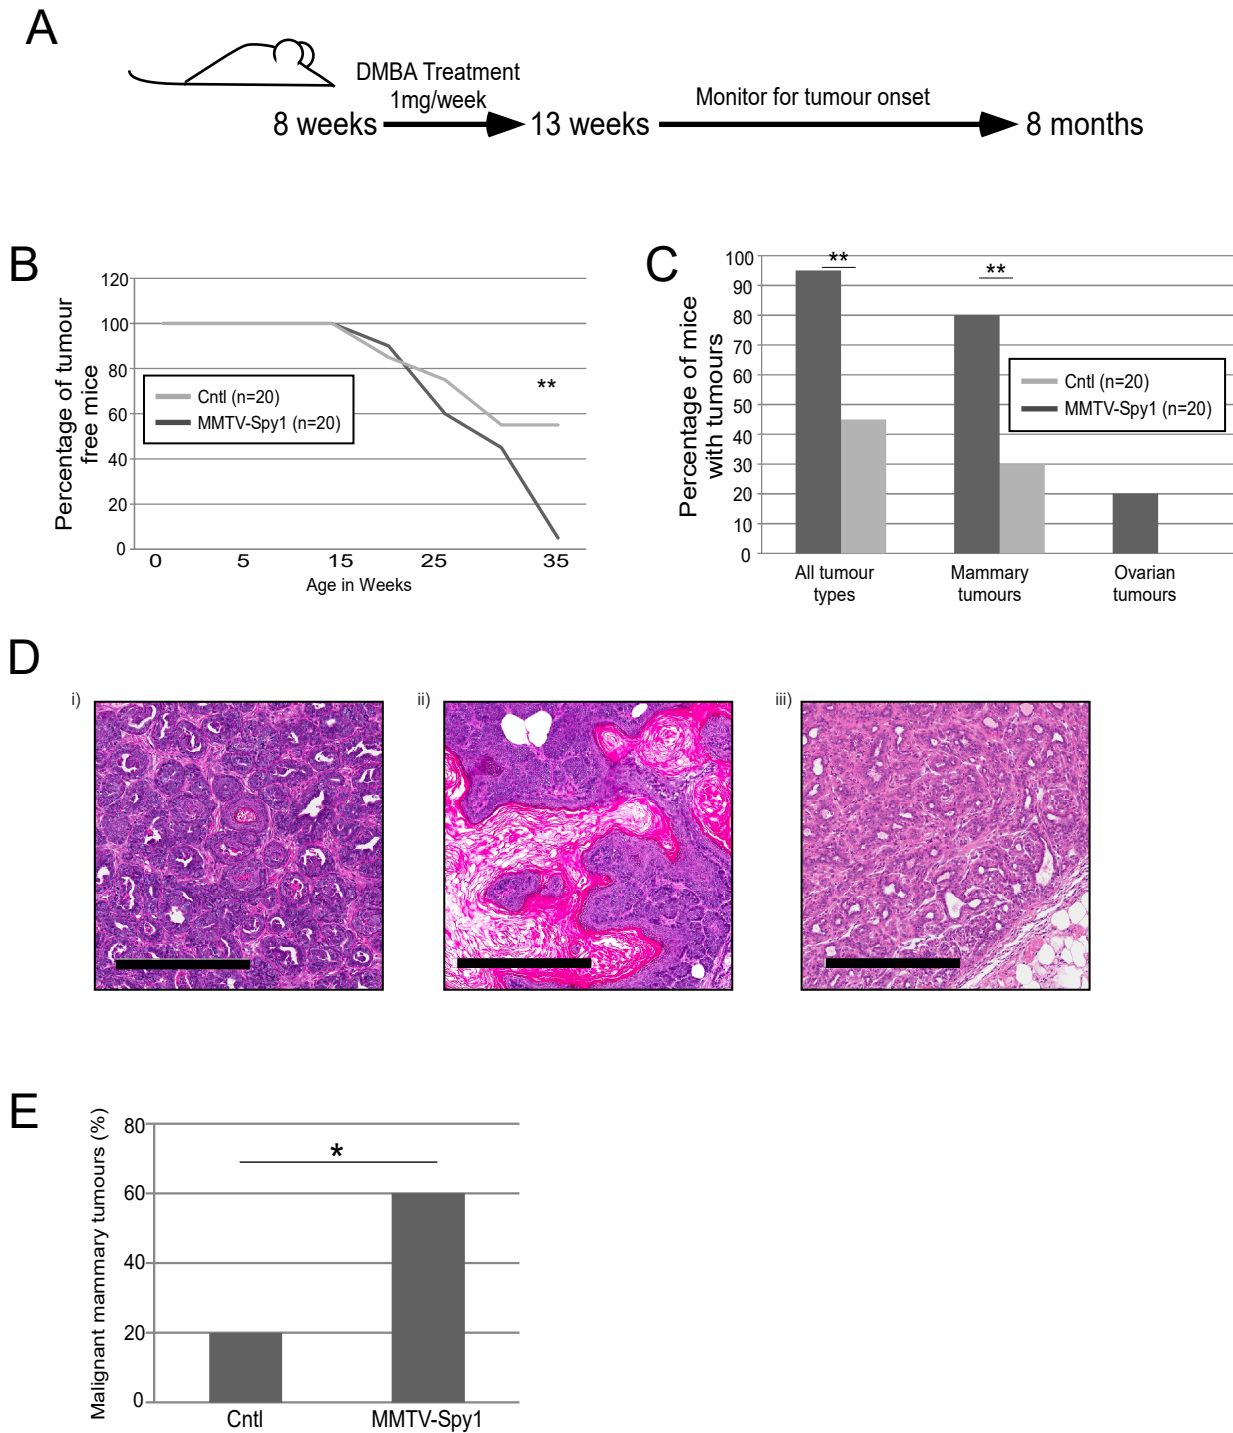 A
DMBA Treatment
1mg/week
8 weeks
13 weeks
Monitor for tumour onset
8 months
B
Percentage of tumour
free mice
120
100
80
60
40
20
0
Cntl (n=20)
MMTV-Spy1 (n=20)
**
0 5 15 25 35
Age in Weeks
C
Percentage of mice
with tumours
100
90
80
70
60
50
40
30
20
10
0
**
**
Cntl (n=20)
MMTV-Spy1 (n=20)
All tumour
types
Mammary
tumours
Ovarian
tumours
D
i)
ii)
iii)
E
Malignant mammary tumours (%)
80
60
40
20
0
*
Cntl
MMTV-Spy1